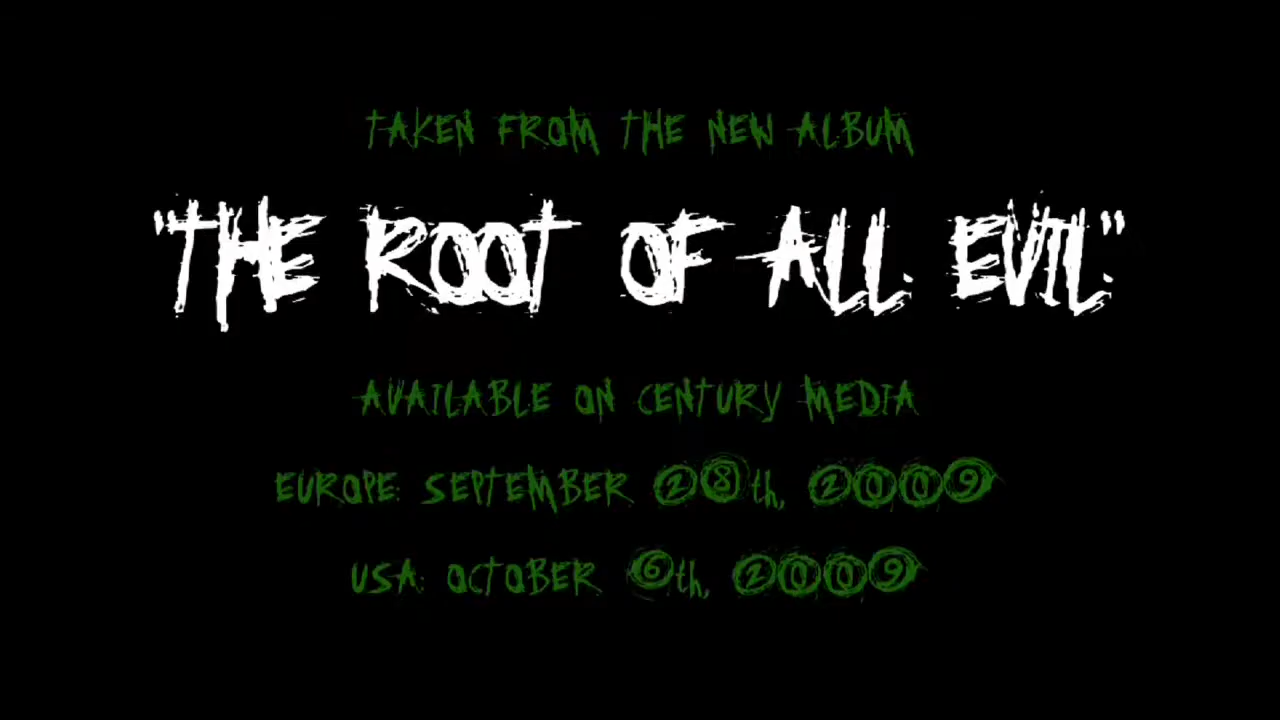 TAKEN FROM THE NEW ALBUM
"THE ROOT OF ALL EVIL"
AVAILABLE ON CENTURY MEDIA
EUROPE: SEPTEMBER 28th, 2009
USA: OCTOBER 6th, 2009